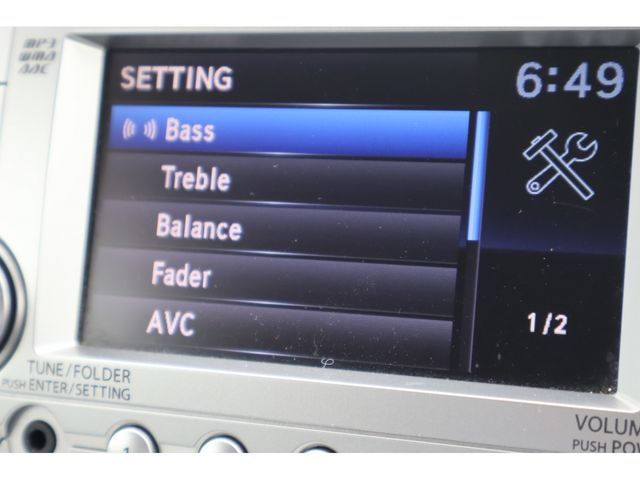 MP3
WMA
AAC
SETTING
6:49
Bass
Treble
Balance
Fader
AVC
1/2
TUNE/FOLDER
PUSH ENTER/SETTING
1
VOLUM
PUSH POW